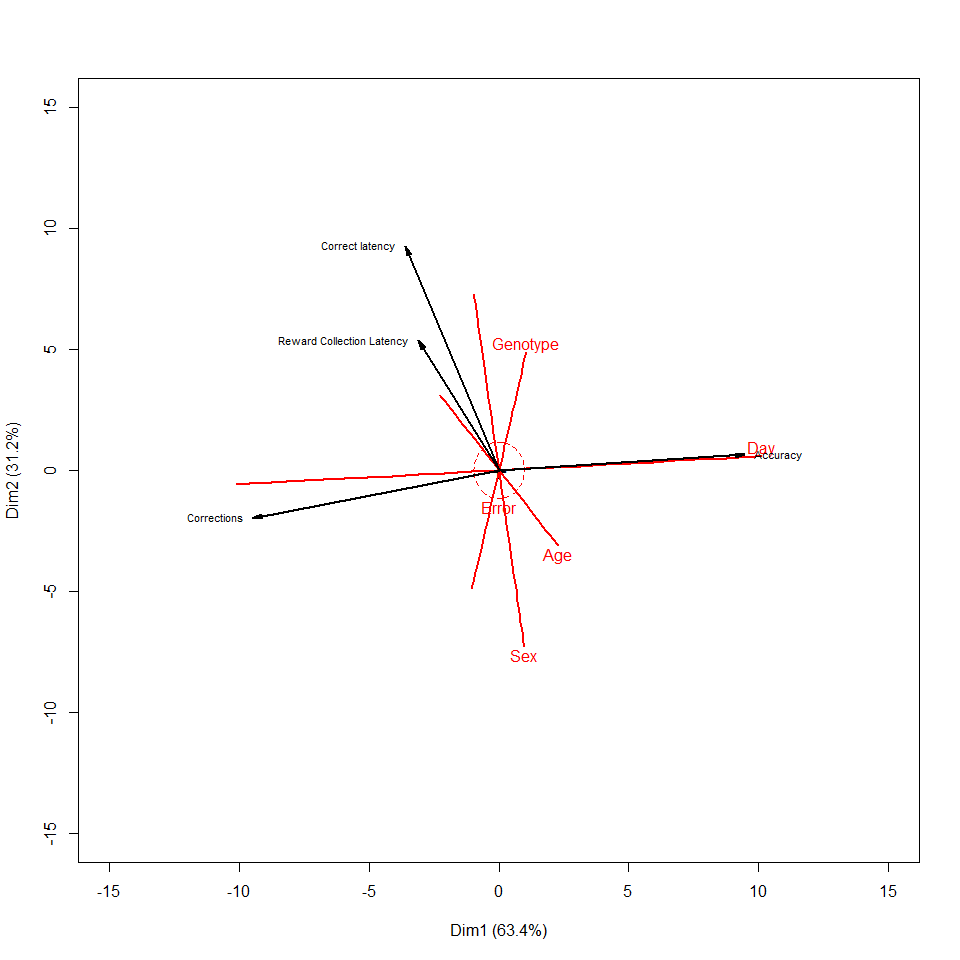 15
10
5
0
-5
-10
-15
Dim2 (31.2%)
Correct latency
Reward Collection Latency
Genotype
Day
Accuracy
Corrections
Error
Age
Sex
-15 -10 -5 0 5 10 15
Dim1 (63.4%)